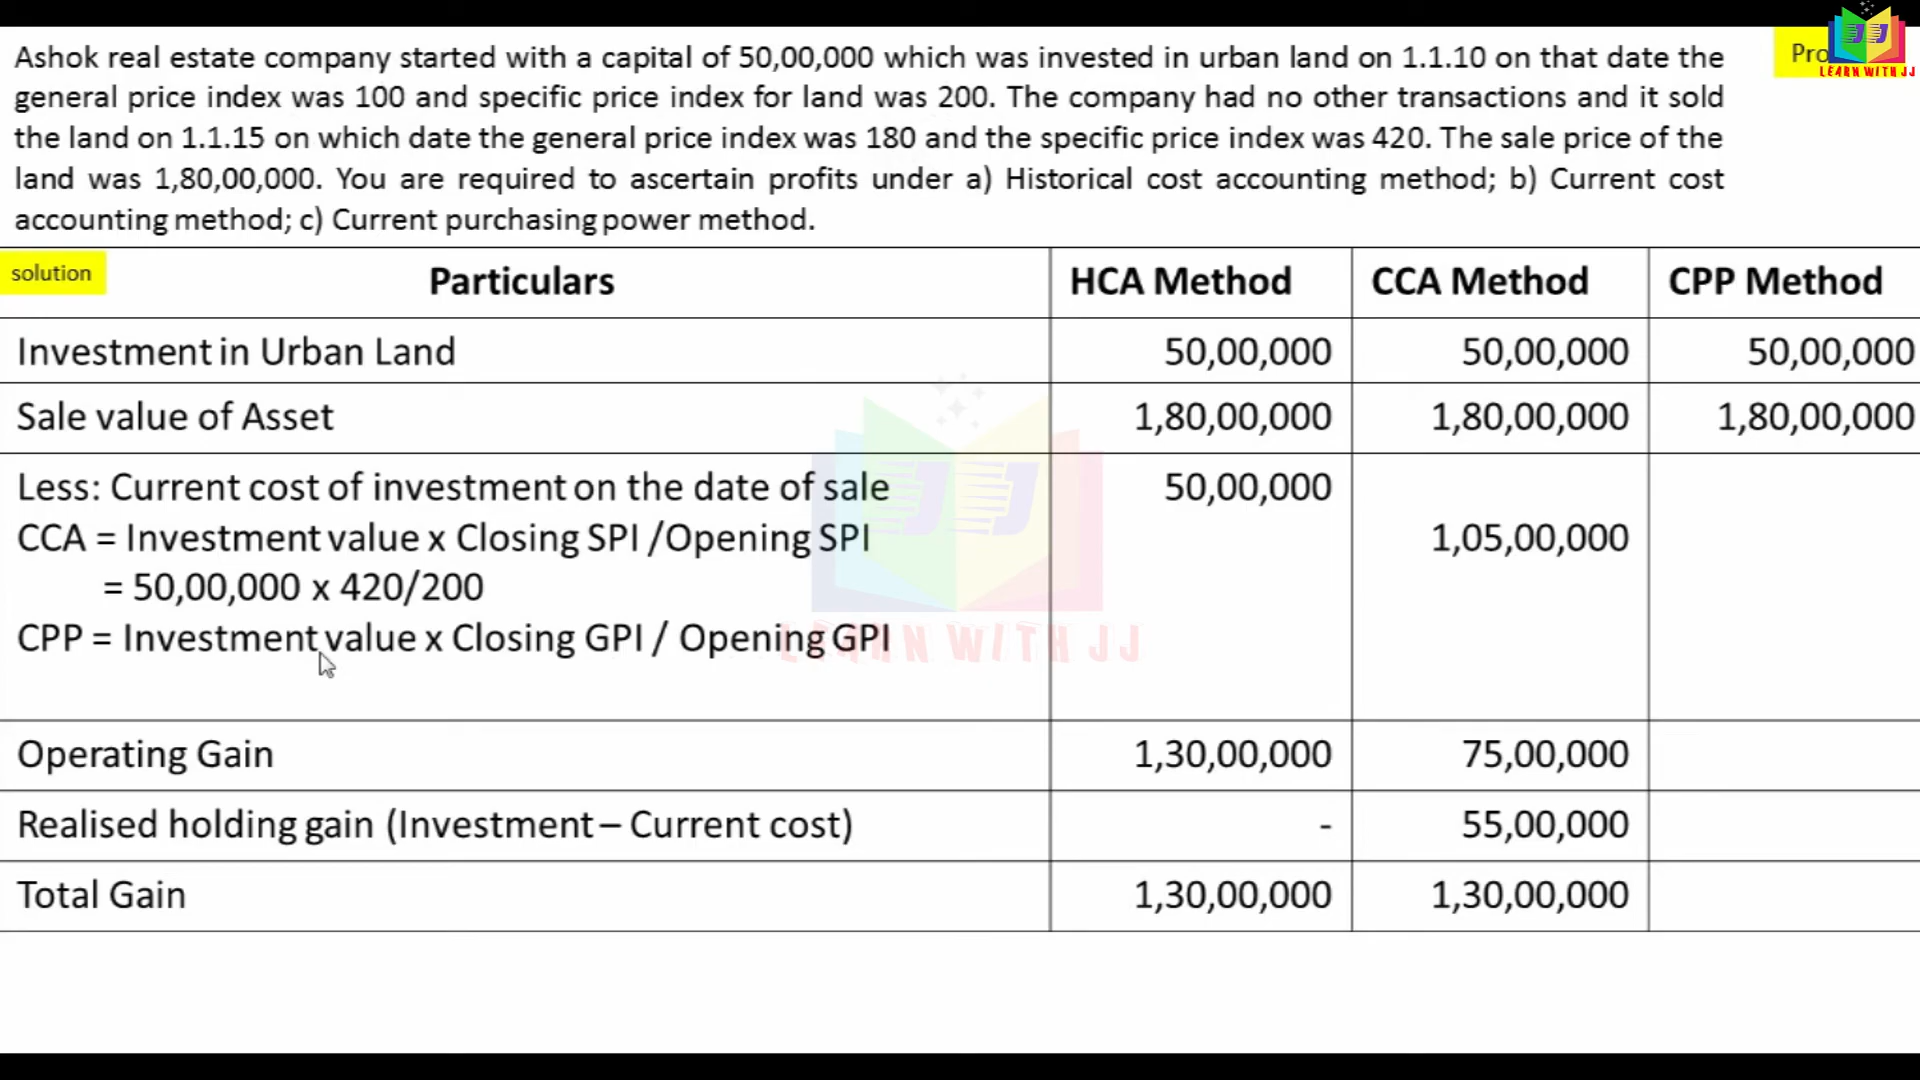 Ashok real estate company started with a capital of 50,00,000 which was invested in urban land on 1.1.10 on that date the
general price index was 100 and specific price index for land was 200. The company had no other transactions and it sold
the land on 1.1.15 on which date the general price index was 180 and the specific price index was 420. The sale price of the
land was 1,80,00,000. You are required to ascertain profits under a) Historical cost accounting method; b) Current cost
accounting method; c) Current purchasing power method.
JJ
LEARN WITH JJ
solution
Particulars HCA Method CCA Method CPP Method
Investment in Urban Land 50,00,000 50,00,000 50,00,000
Sale value of Asset 1,80,00,000 1,80,00,000 1,80,00,000
Less: Current cost of investment on the date of sale 50,00,000
CCA = Investment value x Closing SPI /Opening SPI 1,05,00,000
= 50,00,000 x 420/200
CPP = Investment value x Closing GPI / Opening GPI
JJ
LEARN WITH JJ
Operating Gain 1,30,00,000 75,00,000
Realised holding gain (Investment – Current cost) - 55,00,000
Total Gain 1,30,00,000 1,30,00,000